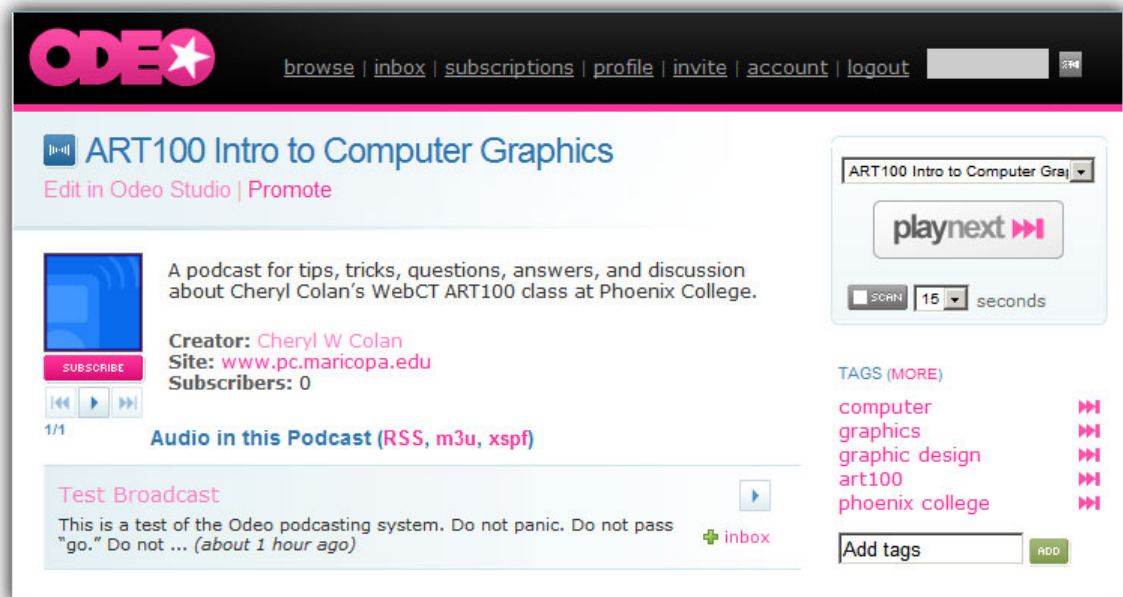 ODEO
browse | inbox | subscriptions | profile | invite | account | logout
ART100 Intro to Computer Graphics
Edit in Odeo Studio | Promote
A podcast for tips, tricks, questions, answers, and discussion
about Cheryl Colan's WebCT ART100 class at Phoenix College.
Creator: Cheryl W Colan
Site: www.pc.maricopa.edu
Subscribers: 0
SUBSCRIBE
1/1
Audio in this Podcast (RSS, m3u, xspf)
Test Broadcast
This is a test of the Odeo podcasting system. Do not panic. Do not pass
"go." Do not ... (about 1 hour ago)
inbox
ART100 Intro to Computer Gra
playnext
SCAN 15 seconds
TAGS (MORE)
computer
graphics
graphic design
art100
phoenix college
Add tags ADD